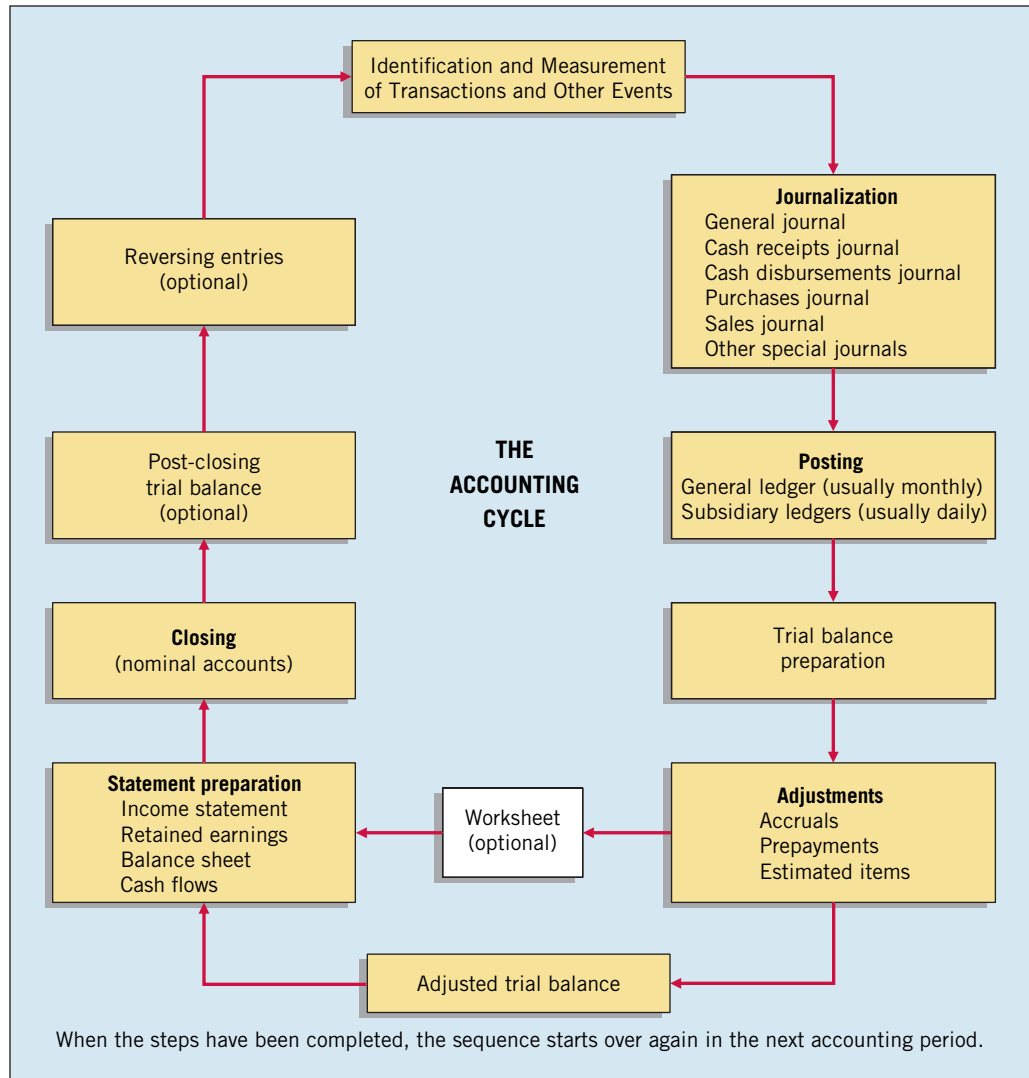 Identification and Measurement
of Transactions and Other Events
Journalization
General journal
Cash receipts journal
Cash disbursements journal
Purchases journal
Sales journal
Other special journals
Posting
General ledger (usually monthly)
Subsidiary ledgers (usually daily)
Trial balance
preparation
Adjustments
Accruals
Prepayments
Estimated items
Worksheet
(optional)
Adjusted trial balance
Statement preparation
Income statement
Retained earnings
Balance sheet
Cash flows
Closing
(nominal accounts)
Post-closing
trial balance
(optional)
Reversing entries
(optional)
THE
ACCOUNTING
CYCLE
When the steps have been completed, the sequence starts over again in the next accounting period.